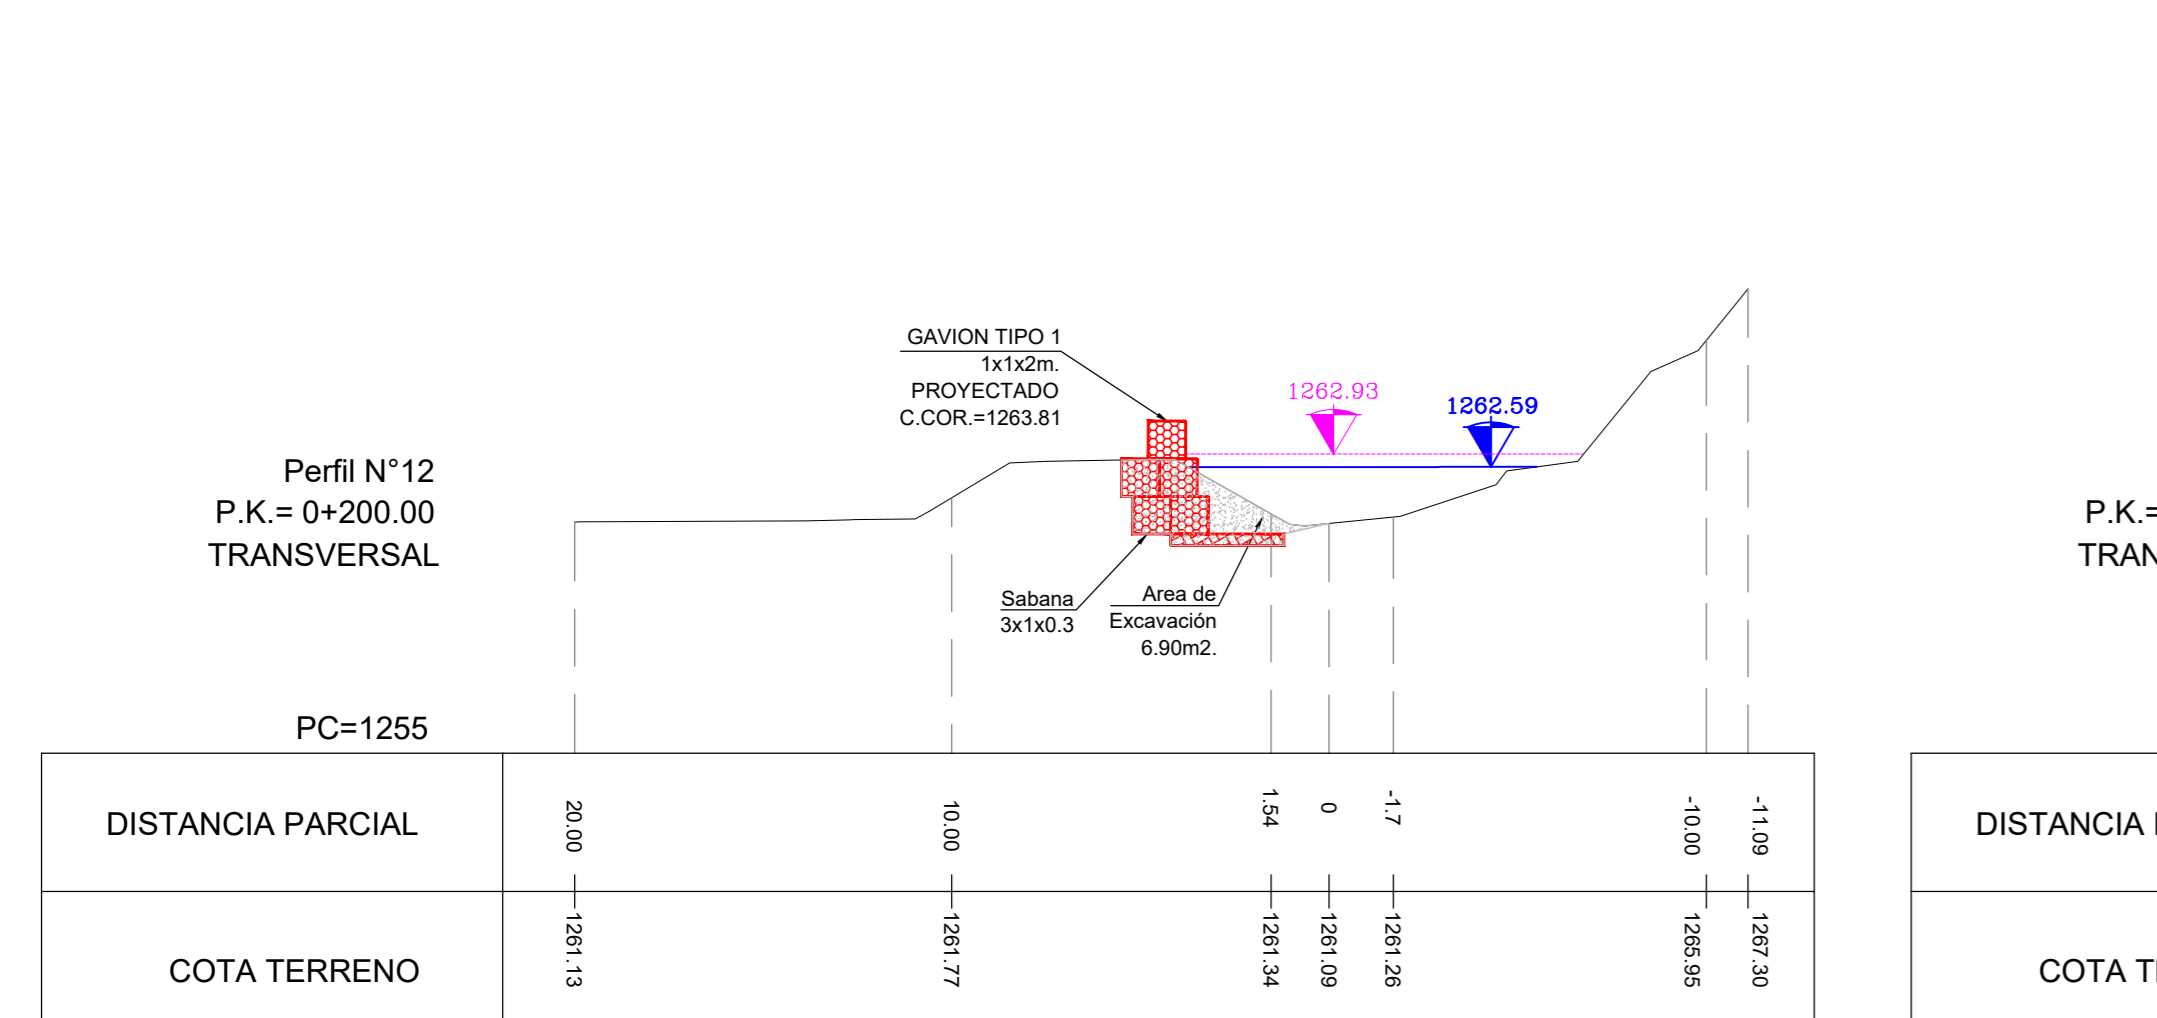 GAVION TIPO 1
1x1x2m.
PROYECTADO
C.COR.=1263.81
1262.93
1262.59
Perfil N°12
P.K.= 0+200.00
TRANSVERSAL
P.K.=
TRAN
Sabana
3x1x0.3
Area de
Excavación
6.90m2.
PC=1255
DISTANCIA PARCIAL
20.00
10.00
1.54
0
-1.7
-10.00
-11.09
DISTANCIA
COTA TERRENO
1261.13
1261.77
1261.34
1261.09
1261.26
1265.95
1267.30
COTA